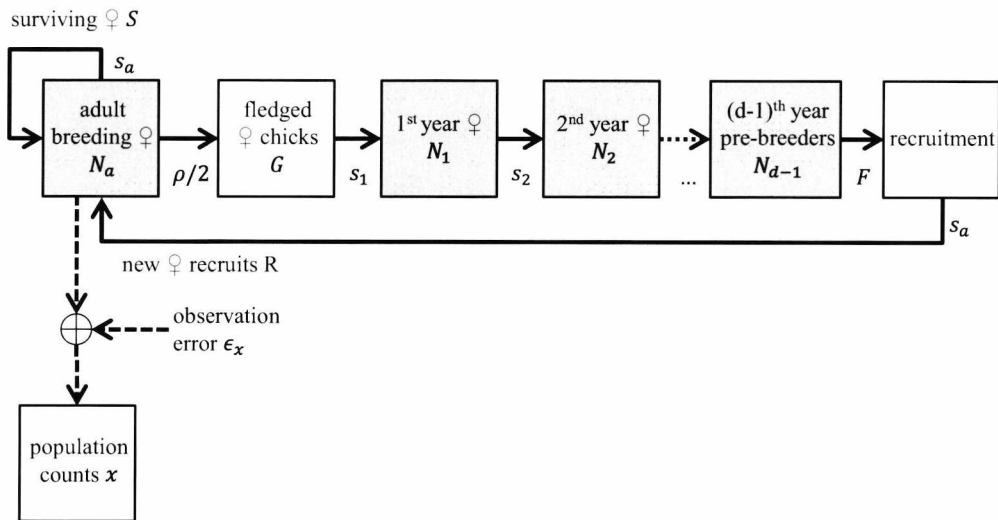 surviving ♀ S
s_a
adult
breeding ♀
N_a
ρ/2
fledged
♀ chicks
G
s_1
1st year ♀
N_1
s_2
2nd year ♀
N_2
...
(d-1)th year
pre-breeders
N_{d-1}
F
recruitment
s_a
new ♀ recruits R
observation
error ϵ_x
population
counts x